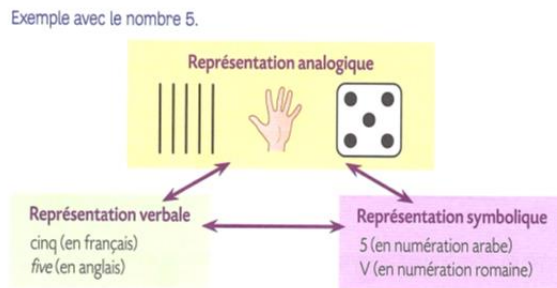 Exemple avec le nombre 5.
Représentation analogique
Représentation verbale
cinq (en français)
five (en anglais)
Représentation symbolique
5 (en numération arabe)
V (en numération romaine)